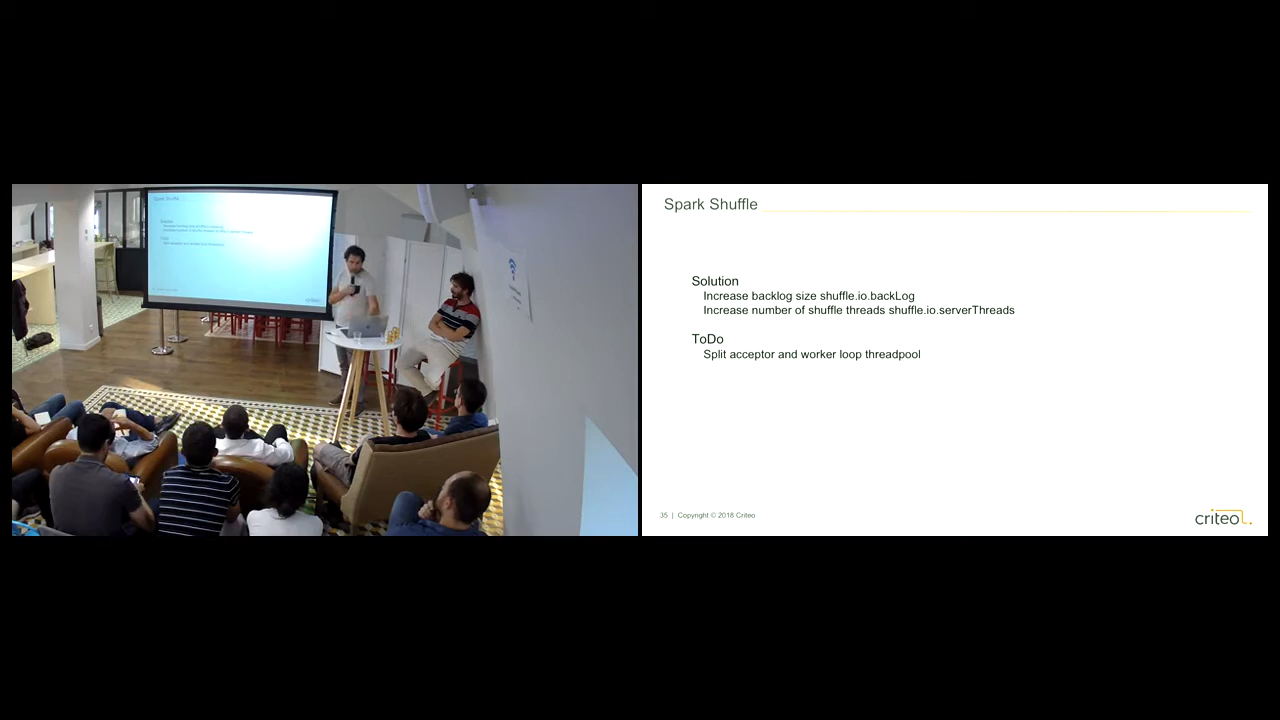 Spark Shuffle
Solution
Increase backlog size shuffle.io.backLog
Increase number of shuffle threads shuffle.io.serverThreads
ToDo
Split acceptor and worker loop threadpool
35 | Copyright © 2018 Criteo
criteo